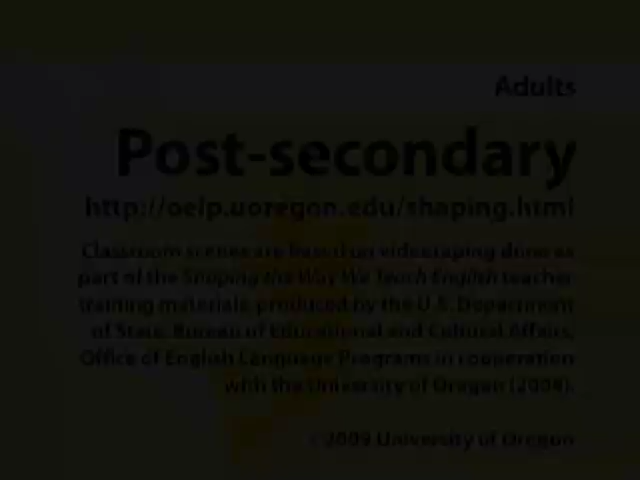 Adults
Post-secondary
http://oelp.uoregon.edu/shaping.html
Classroom scenes are based on videotaping done as
part of the Shaping the Way We Teach English teacher
training materials produced by the U.S. Department
of State, Bureau of Educational and Cultural Affairs,
Office of English Language Programs in cooperation
with the University of Oregon (2008).
2009 University of Oregon